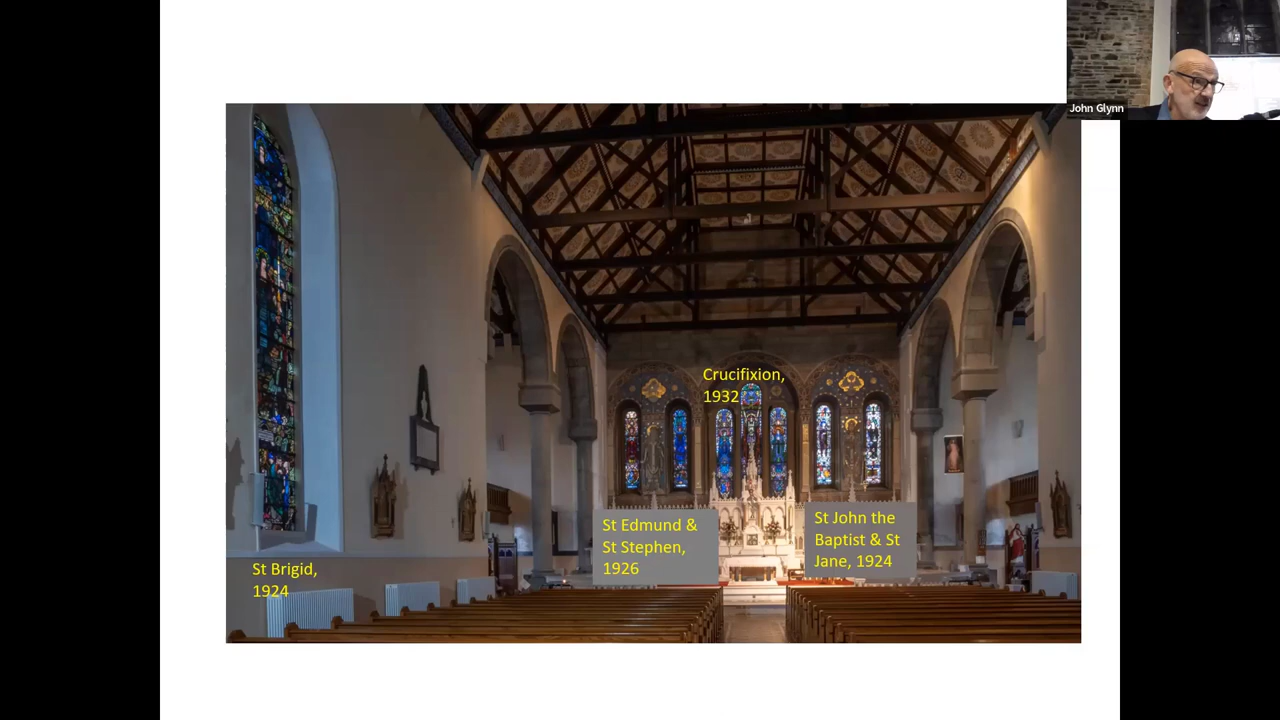 John Glynn
Crucifixion,
1932
St Edmund &
St Stephen,
1926
St John the
Baptist & St
Jane, 1924
St Brigid,
1924